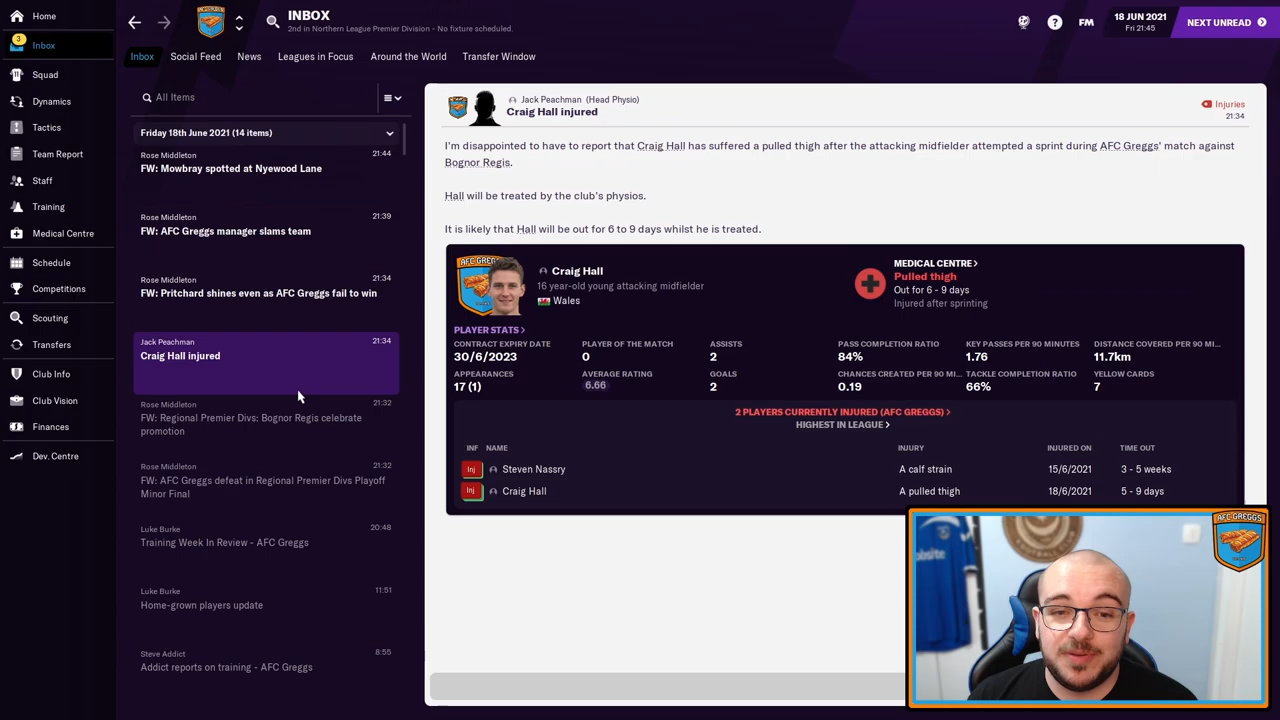 3
Home
Inbox
Squad
Dynamics
Tactics
Team Report
Staff
Training
Medical Centre
Schedule
Competitions
Scouting
Transfers
Club Info
Club Vision
Finances
Dev. Centre
INBOX
2nd in Northern League Premier Division - No fixture scheduled.
FM
18 JUN 2021
Fri 21:45
NEXT UNREAD
Inbox
Social Feed
News
Leagues in Focus
Around the World
Transfer Window
All Items
Friday 18th June 2021 (14 items)
Rose Middleton 21:44
FW: Mowbray spotted at Nyewood Lane
Rose Middleton 21:39
FW: AFC Greggs manager slams team
Rose Middleton 21:34
FW: Pritchard shines even as AFC Greggs fail to win
Jack Peachman 21:34
Craig Hall injured
Rose Middleton 21:32
FW: Regional Premier Divs: Bognor Regis celebrate
promotion
Rose Middleton 21:32
FW: AFC Greggs defeat in Regional Premier Divs Playoff
Minor Final
Luke Burke 20:48
Training Week In Review - AFC Greggs
Luke Burke 11:51
Home-grown players update
Steve Addict 8:55
Addict reports on training - AFC Greggs
Jack Peachman (Head Physio)
Craig Hall injured
Injuries
21:34
I'm disappointed to have to report that Craig Hall has suffered a pulled thigh after the attacking midfielder attempted a sprint during AFC Greggs' match against
Bognor Regis.
Hall will be treated by the club's physios.
It is likely that Hall will be out for 6 to 9 days whilst he is treated.
AFC GREGGS
Craig Hall
16 year-old young attacking midfielder
Wales
MEDICAL CENTRE >
Pulled thigh
Out for 6 - 9 days
Injured after sprinting
PLAYER STATS >
CONTRACT EXPIRY DATE PLAYER OF THE MATCH ASSISTS PASS COMPLETION RATIO KEY PASSES PER 90 MINUTES DISTANCE COVERED PER 90 MI...
30/6/2023 0 2 84% 1.76 11.7km
APPEARANCES AVERAGE RATING GOALS CHANCES CREATED PER 90 MI... TACKLE COMPLETION RATIO YELLOW CARDS
17 (1) 6.66 2 0.19 66% 7
2 PLAYERS CURRENTLY INJURED (AFC GREGGS) >
HIGHEST IN LEAGUE >
INF NAME INJURY INJURED ON TIME OUT
Inj Steven Nassry A calf strain 15/6/2021 3 - 5 weeks
Inj Craig Hall A pulled thigh 18/6/2021 5 - 9 days
AFC GREGGS